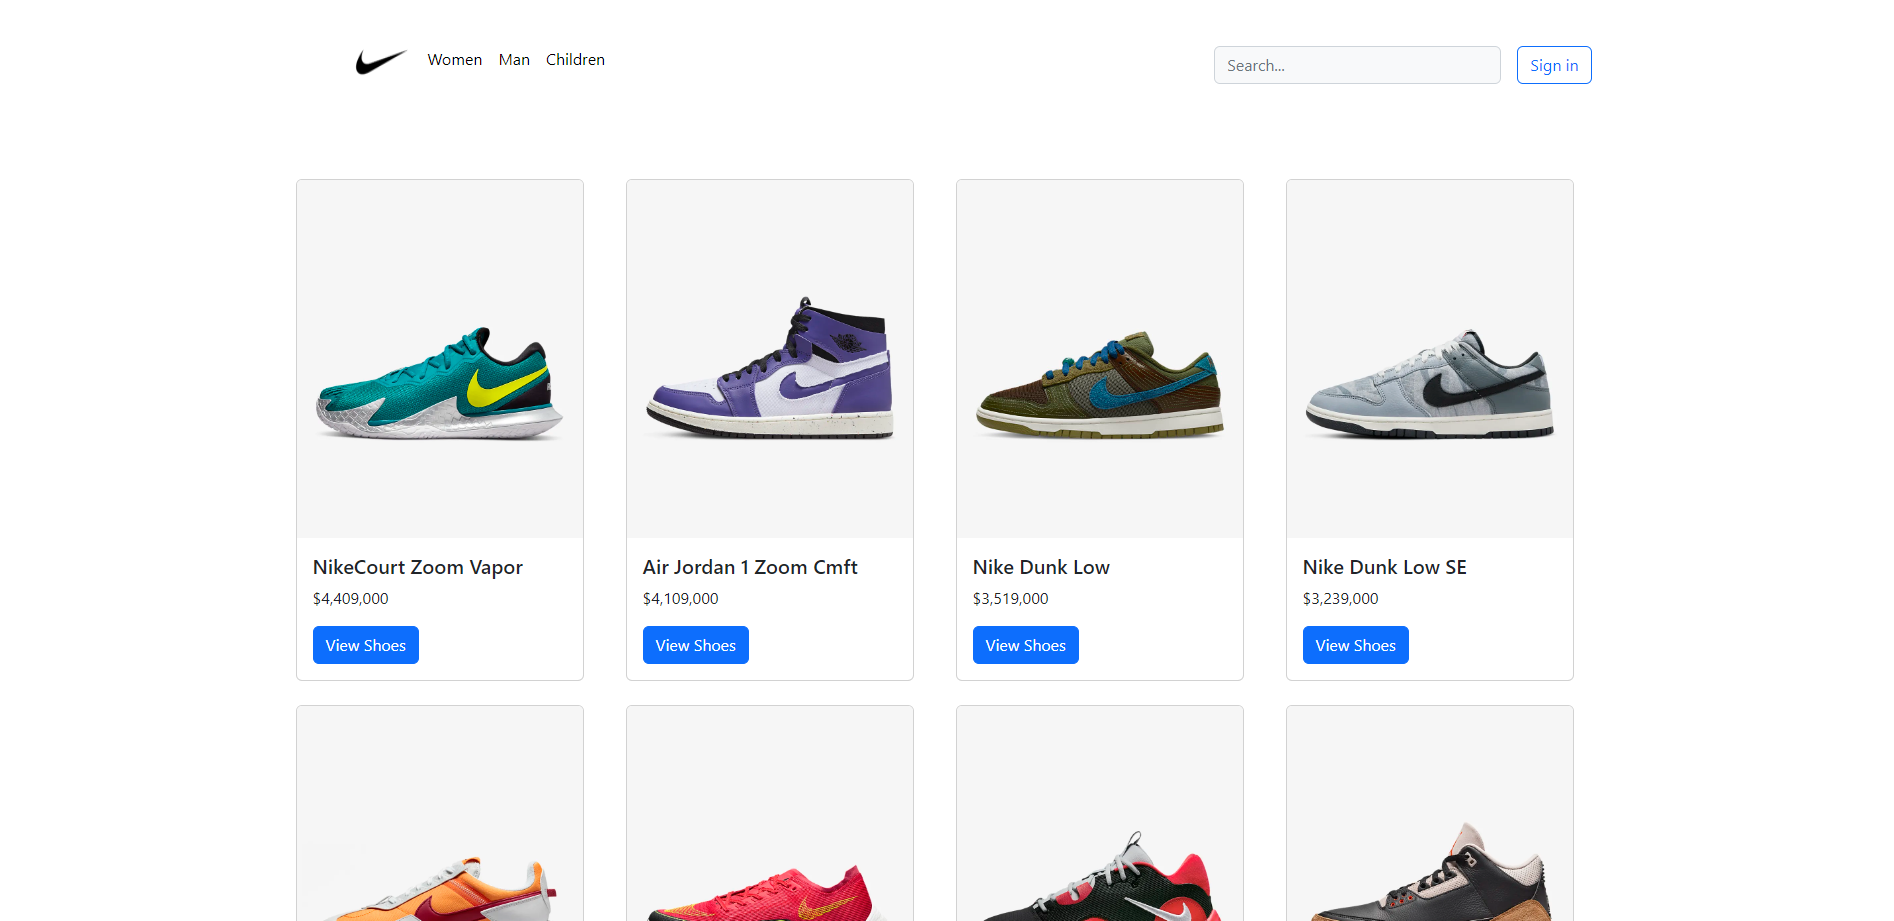 Women Man Children
Search...
Sign in
NikeCourt Zoom Vapor
$4,409,000
View Shoes
Air Jordan 1 Zoom Cmft
$4,109,000
View Shoes
Nike Dunk Low
$3,519,000
View Shoes
Nike Dunk Low SE
$3,239,000
View Shoes